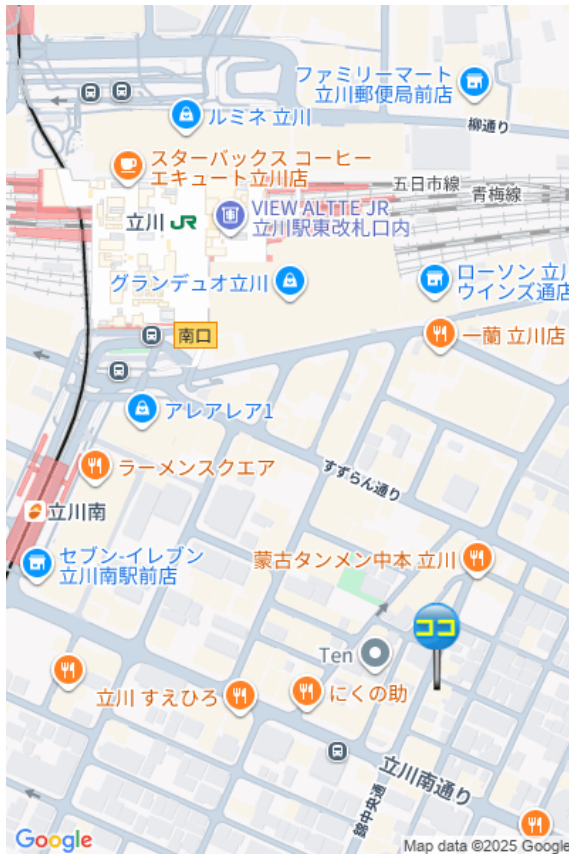 ファミリーマート
立川郵便局前店
ルミネ 立川
柳通り
スターバックス コーヒー
エキュート立川店
五日市線
青梅線
立川 JR
VIEW ALTTE JR
立川駅東改札口内
グランデュオ立川
ローソン 立川
ウインズ通店
南口
一蘭 立川店
アレアレア1
ラーメンスクエア
すずらん通り
立川南
セブン-イレブン
立川南駅前店
蒙古タンメン中本 立川
ココ
Ten
立川 すえひろ
にくの助
立川南通り
錦中央通
Google
Map data ©2025 Google